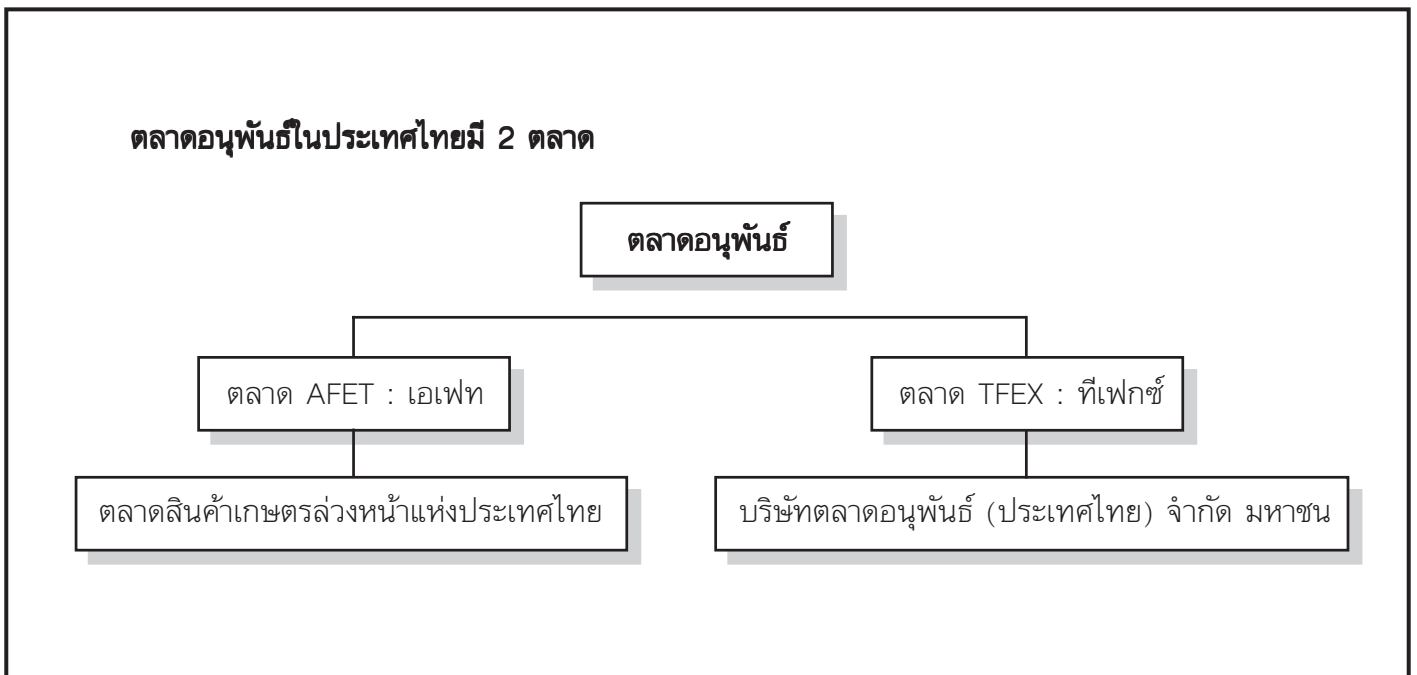 ตลาดอนุพันธ์ในประเทศไทยมี 2 ตลาด
ตลาดอนุพันธ์
ตลาด AFET : เอเฟท
ตลาด TFEX : ทีเฟกซ์
ตลาดสินค้าเกษตรล่วงหน้าแห่งประเทศไทย
บริษัทตลาดอนุพันธ์ (ประเทศไทย) จำกัด มหาชน